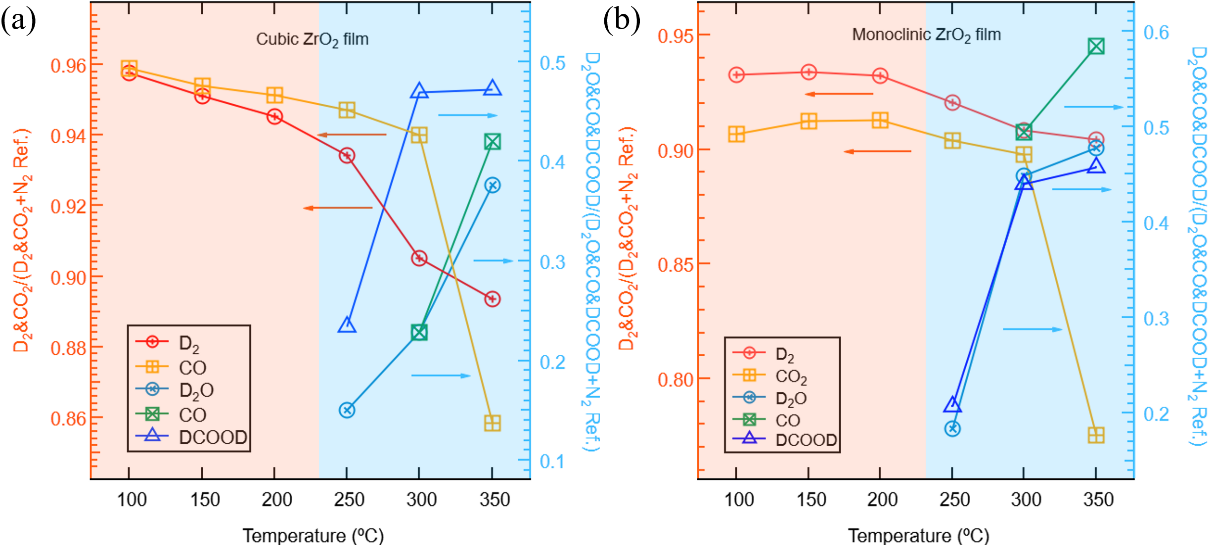 (a)
Cubic ZrO2 film
D2&CO2/(D2&CO2+N2 Ref.)
0.96
0.94
0.92
0.90
0.88
0.86
D2
CO
D2O
CO
DCOOD
100 150 200 250 300 350
Temperature (ºC)
0.5
0.4
0.3
0.2
0.1
D2O&CO&DCOOD/(D2O&CO&DCOOD+N2 Ref.)
(b)
Monoclinic ZrO2 film
D2&CO2/(D2&CO2+N2 Ref.)
0.95
0.90
0.85
0.80
D2
CO2
D2O
CO
DCOOD
100 150 200 250 300 350
Temperature (ºC)
0.6
0.5
0.4
0.3
0.2
D2O&CO&DCOOD/(D2O&CO&DCOOD+N2 Ref.)